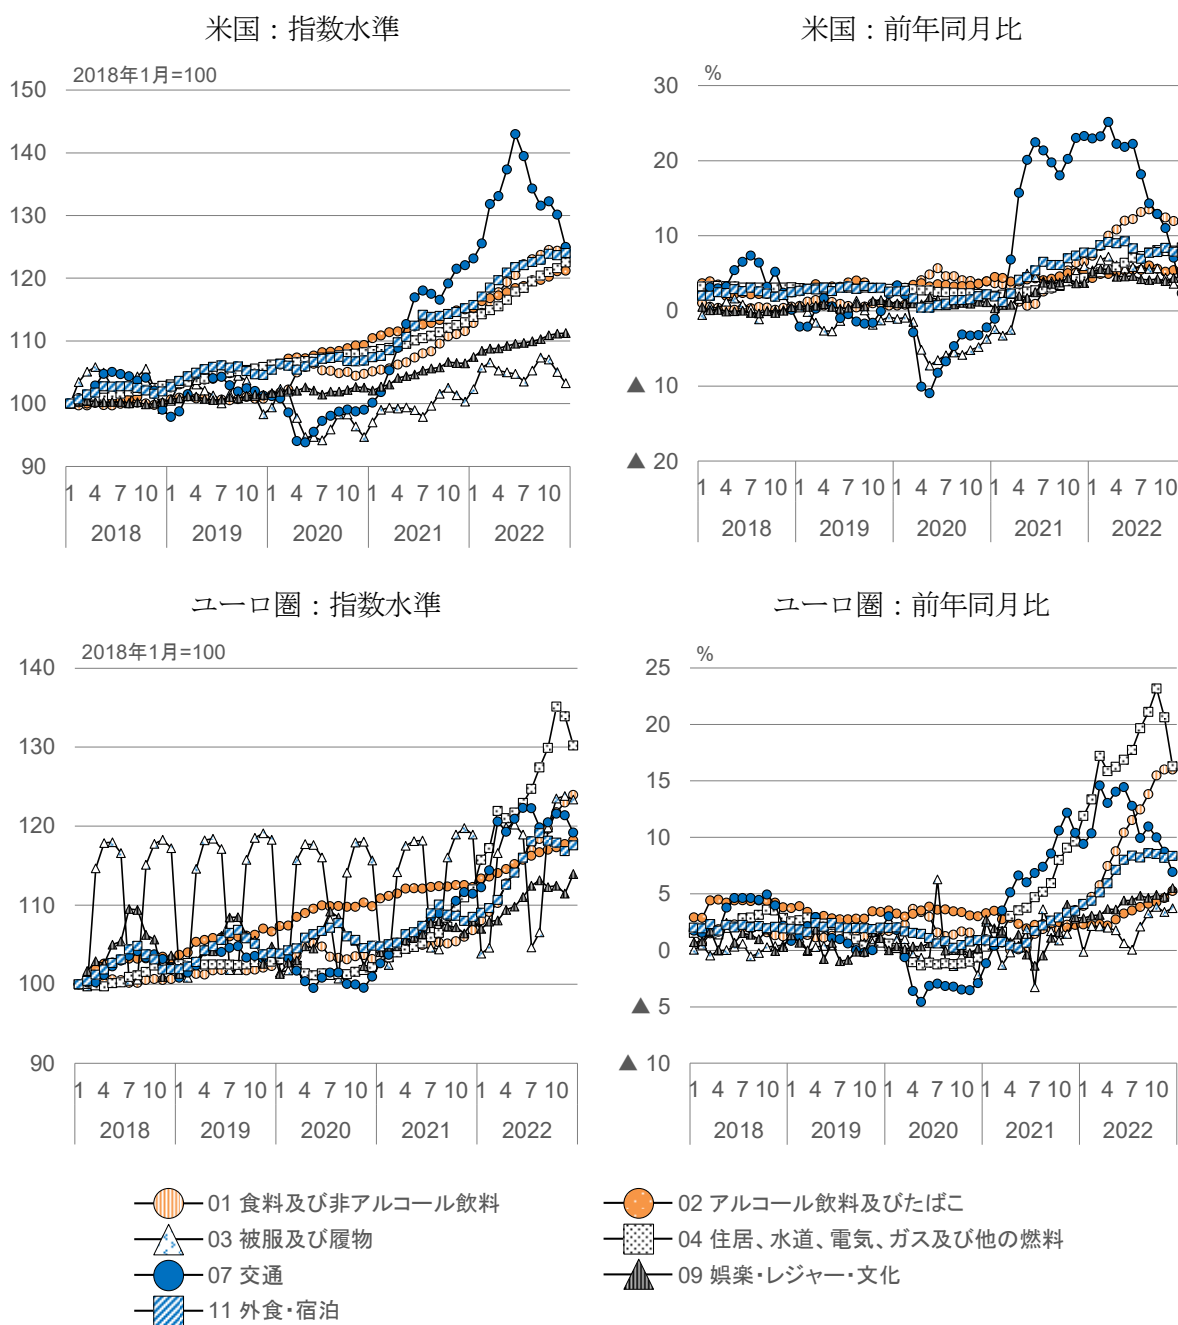 米国：指数水準
2018年1月=100
150
140
130
120
110
100
90
1 4 7 10 1 4 7 10 1 4 7 10 1 4 7 10 1 4 7 10
2018 2019 2020 2021 2022
米国：前年同月比
%
30
20
10
0
▲ 10
▲ 20
1 4 7 10 1 4 7 10 1 4 7 10 1 4 7 10 1 4 7 10
2018 2019 2020 2021 2022
ユーロ圏：指数水準
2018年1月=100
140
130
120
110
100
90
1 4 7 10 1 4 7 10 1 4 7 10 1 4 7 10 1 4 7 10
2018 2019 2020 2021 2022
ユーロ圏：前年同月比
%
25
20
15
10
5
0
▲ 5
▲ 10
1 4 7 10 1 4 7 10 1 4 7 10 1 4 7 10 1 4 7 10
2018 2019 2020 2021 2022
01 食料及び非アルコール飲料
02 アルコール飲料及びたばこ
03 被服及び履物
04 住居、水道、電気、ガス及び他の燃料
07 交通
09 娯楽・レジャー・文化
11 外食・宿泊